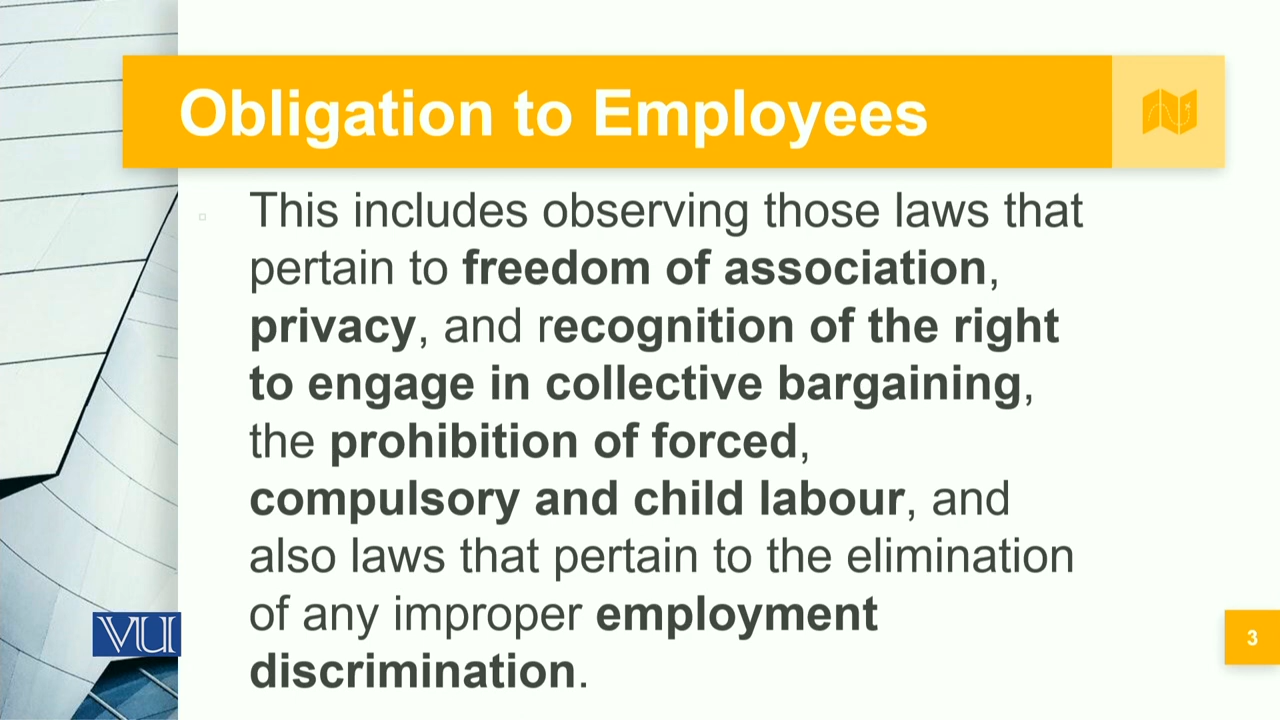 Obligation to Employees
This includes observing those laws that
pertain to freedom of association,
privacy, and recognition of the right
to engage in collective bargaining,
the prohibition of forced,
compulsory and child labour, and
also laws that pertain to the elimination
of any improper employment
discrimination.
VU
3